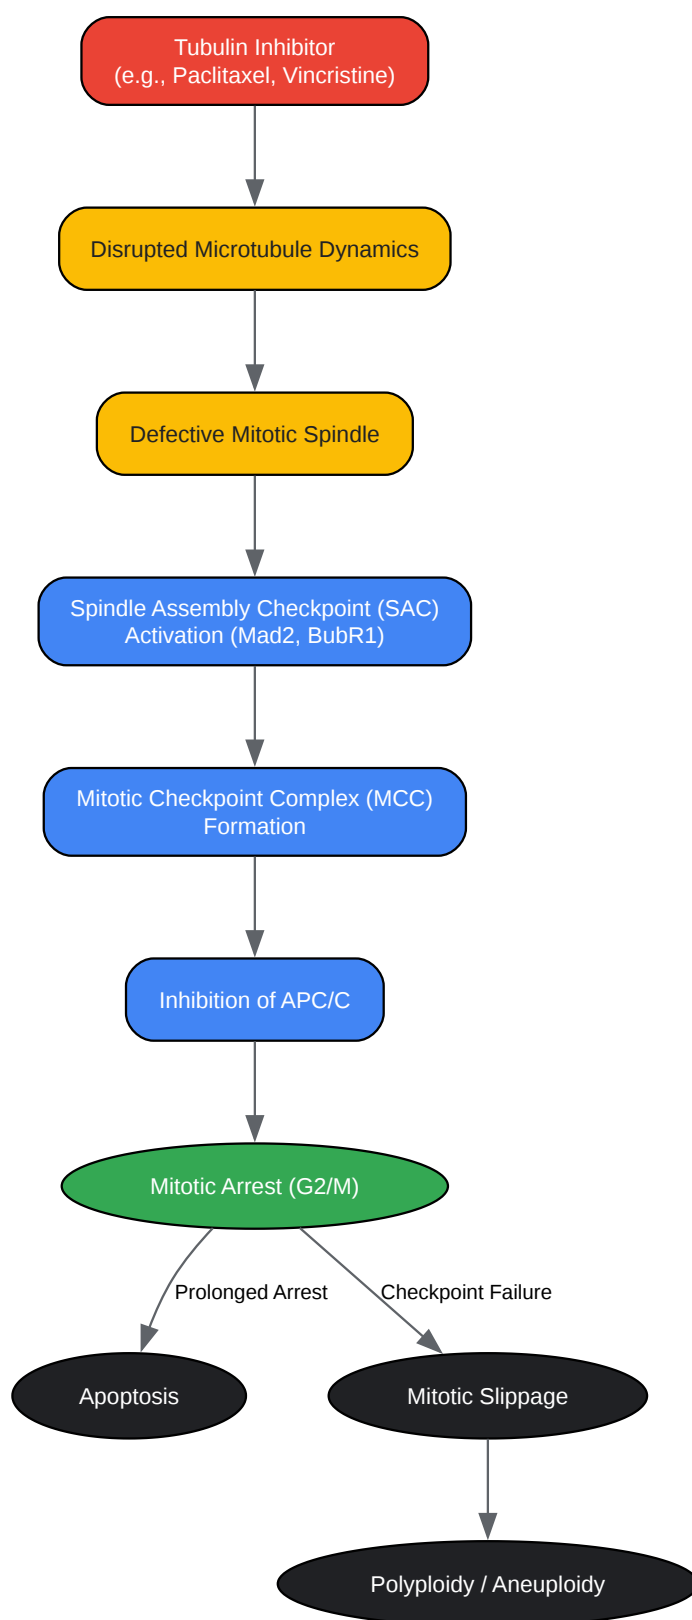 Tubulin Inhibitor
(e.g., Paclitaxel, Vincristine)
Disrupted Microtubule Dynamics
Defective Mitotic Spindle
Spindle Assembly Checkpoint (SAC)
Activation (Mad2, BubR1)
Mitotic Checkpoint Complex (MCC)
Formation
Inhibition of APC/C
Mitotic Arrest (G2/M)
Prolonged Arrest
Checkpoint Failure
Apoptosis
Mitotic Slippage
Polyploidy / Aneuploidy